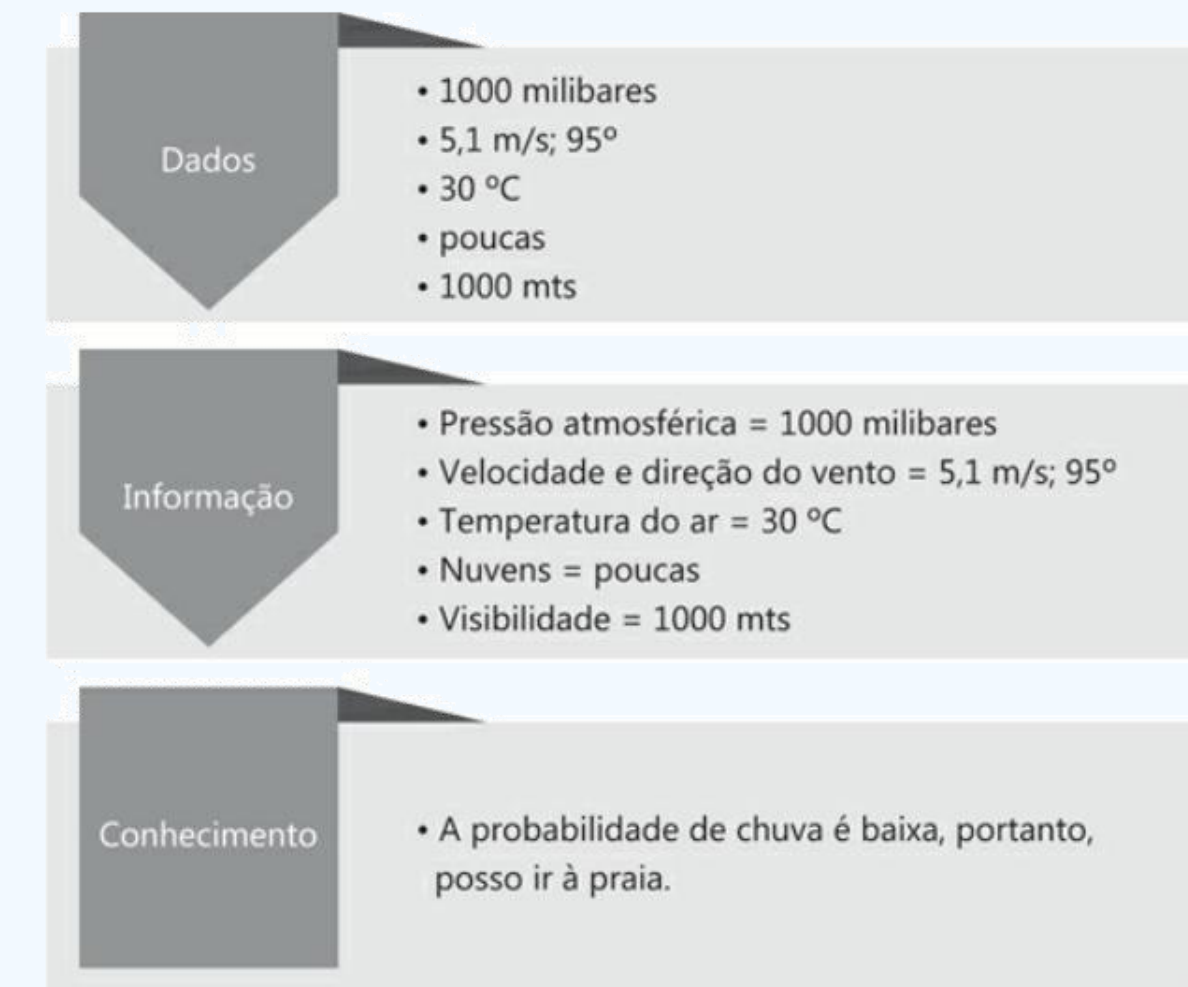 Dados
• 1000 milibares
• 5,1 m/s; 95º
• 30 ºC
• poucas
• 1000 mts
Informação
• Pressão atmosférica = 1000 milibares
• Velocidade e direção do vento = 5,1 m/s; 95º
• Temperatura do ar = 30 ºC
• Nuvens = poucas
• Visibilidade = 1000 mts
Conhecimento
• A probabilidade de chuva é baixa, portanto,
posso ir à praia.